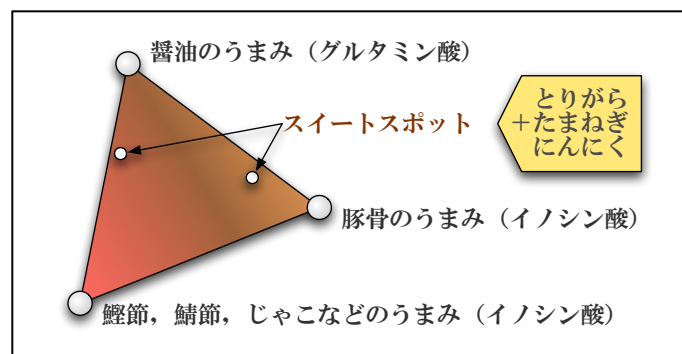 醤油のうまみ（グルタミン酸）
スイートスポット
とりがら
＋たまねぎ
にんにく
豚骨のうまみ（イノシン酸）
鰹節，鯖節，じゃこなどのうまみ（イノシン酸）